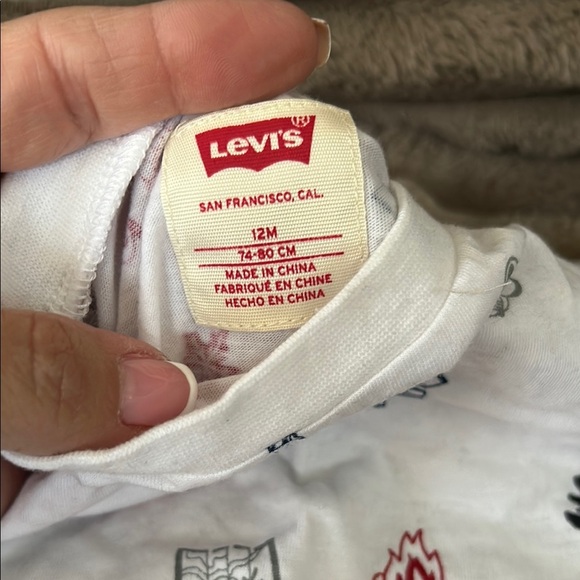 LEVI'S®
SAN FRANCISCO, CAL.
12M
74-80 CM
MADE IN CHINA
FABRIQUÉ EN CHINE
HECHO EN CHINA